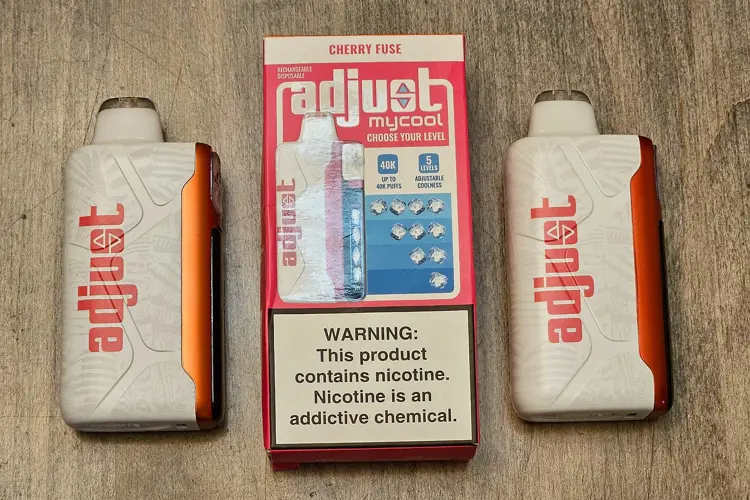 CHERRY FUSE
RECHARGEABLE
DISPOSABLE
adjust
mycool
CHOOSE YOUR LEVEL
40K
UP TO
40K PUFFS
5
LEVELS
ADJUSTABLE
COOLNESS
adjust
WARNING:
This product
contains nicotine.
Nicotine is an
addictive chemical.
adjust
adjust